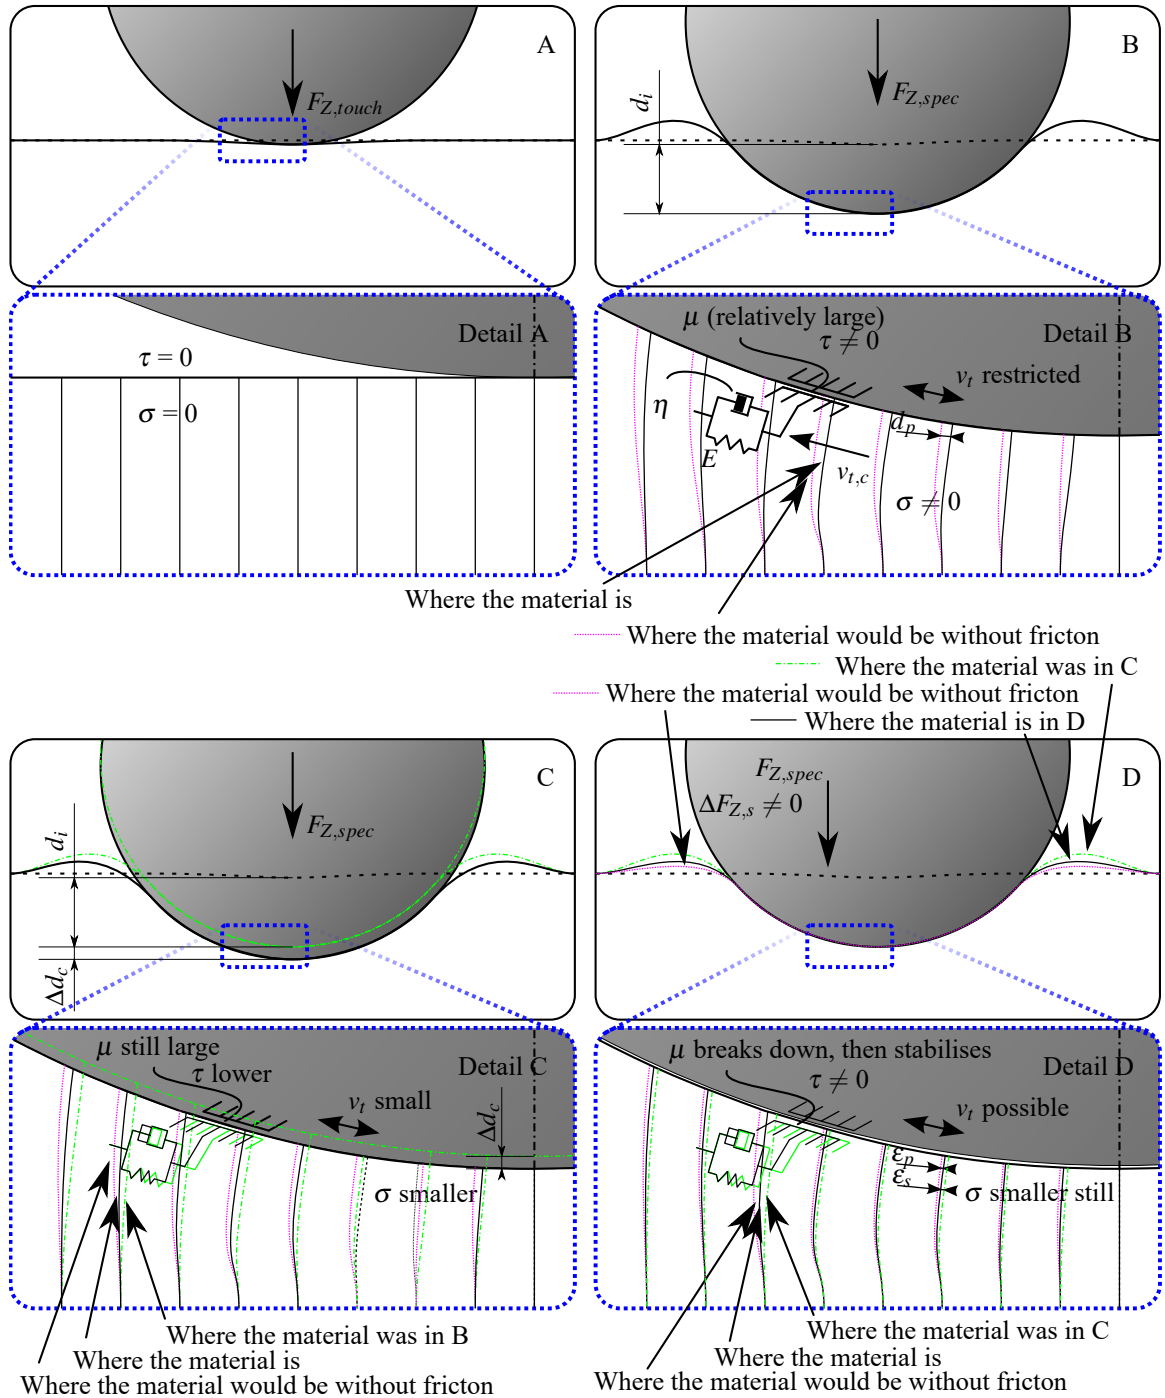 A
F_{Z,touch}
B
d_i
F_{Z,spec}
Detail A
τ = 0
σ = 0
μ (relatively large)
τ ≠ 0
Detail B
v_t restricted
η
d_p
E
v_{t,c}
σ ≠ 0
Where the material is
Where the material would be without fricton
Where the material was in C
Where the material would be without fricton
Where the material is in D
C
d_i
F_{Z,spec}
Δd_c
D
F_{Z,spec}
ΔF_{Z,s} ≠ 0
μ still large
τ lower
Detail C
v_t small
Δd_c
σ smaller
Where the material was in B
Where the material is
Where the material would be without fricton
μ breaks down, then stabilises
τ ≠ 0
Detail D
v_t possible
ε_p
ε_s
σ smaller still
Where the material was in C
Where the material is
Where the material would be without fricton